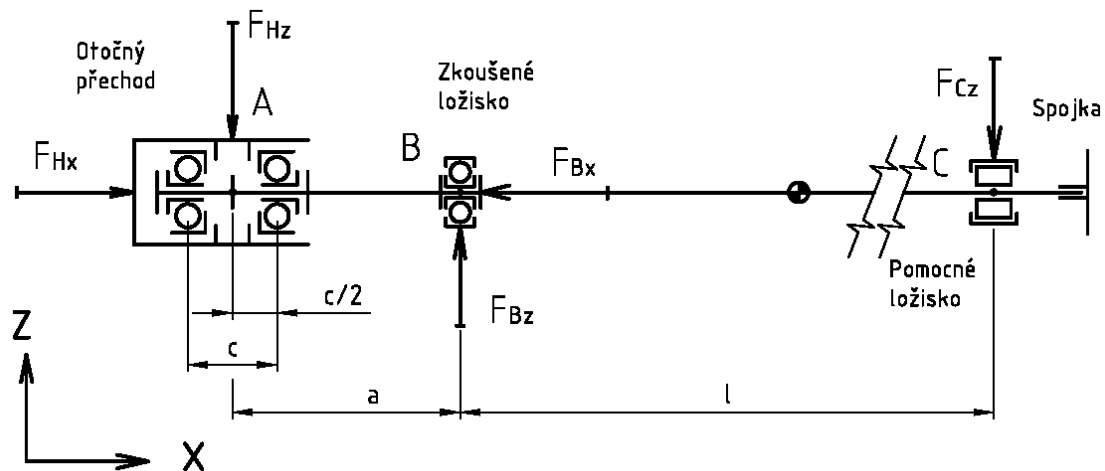 Otočný
přechod
F_Hz
A
Zkoušené
ložisko
F_Cz
Spojka
F_Hx
B
F_Bx
C
c/2
F_Bz
Pomocné
ložisko
Z
c
a
l
X